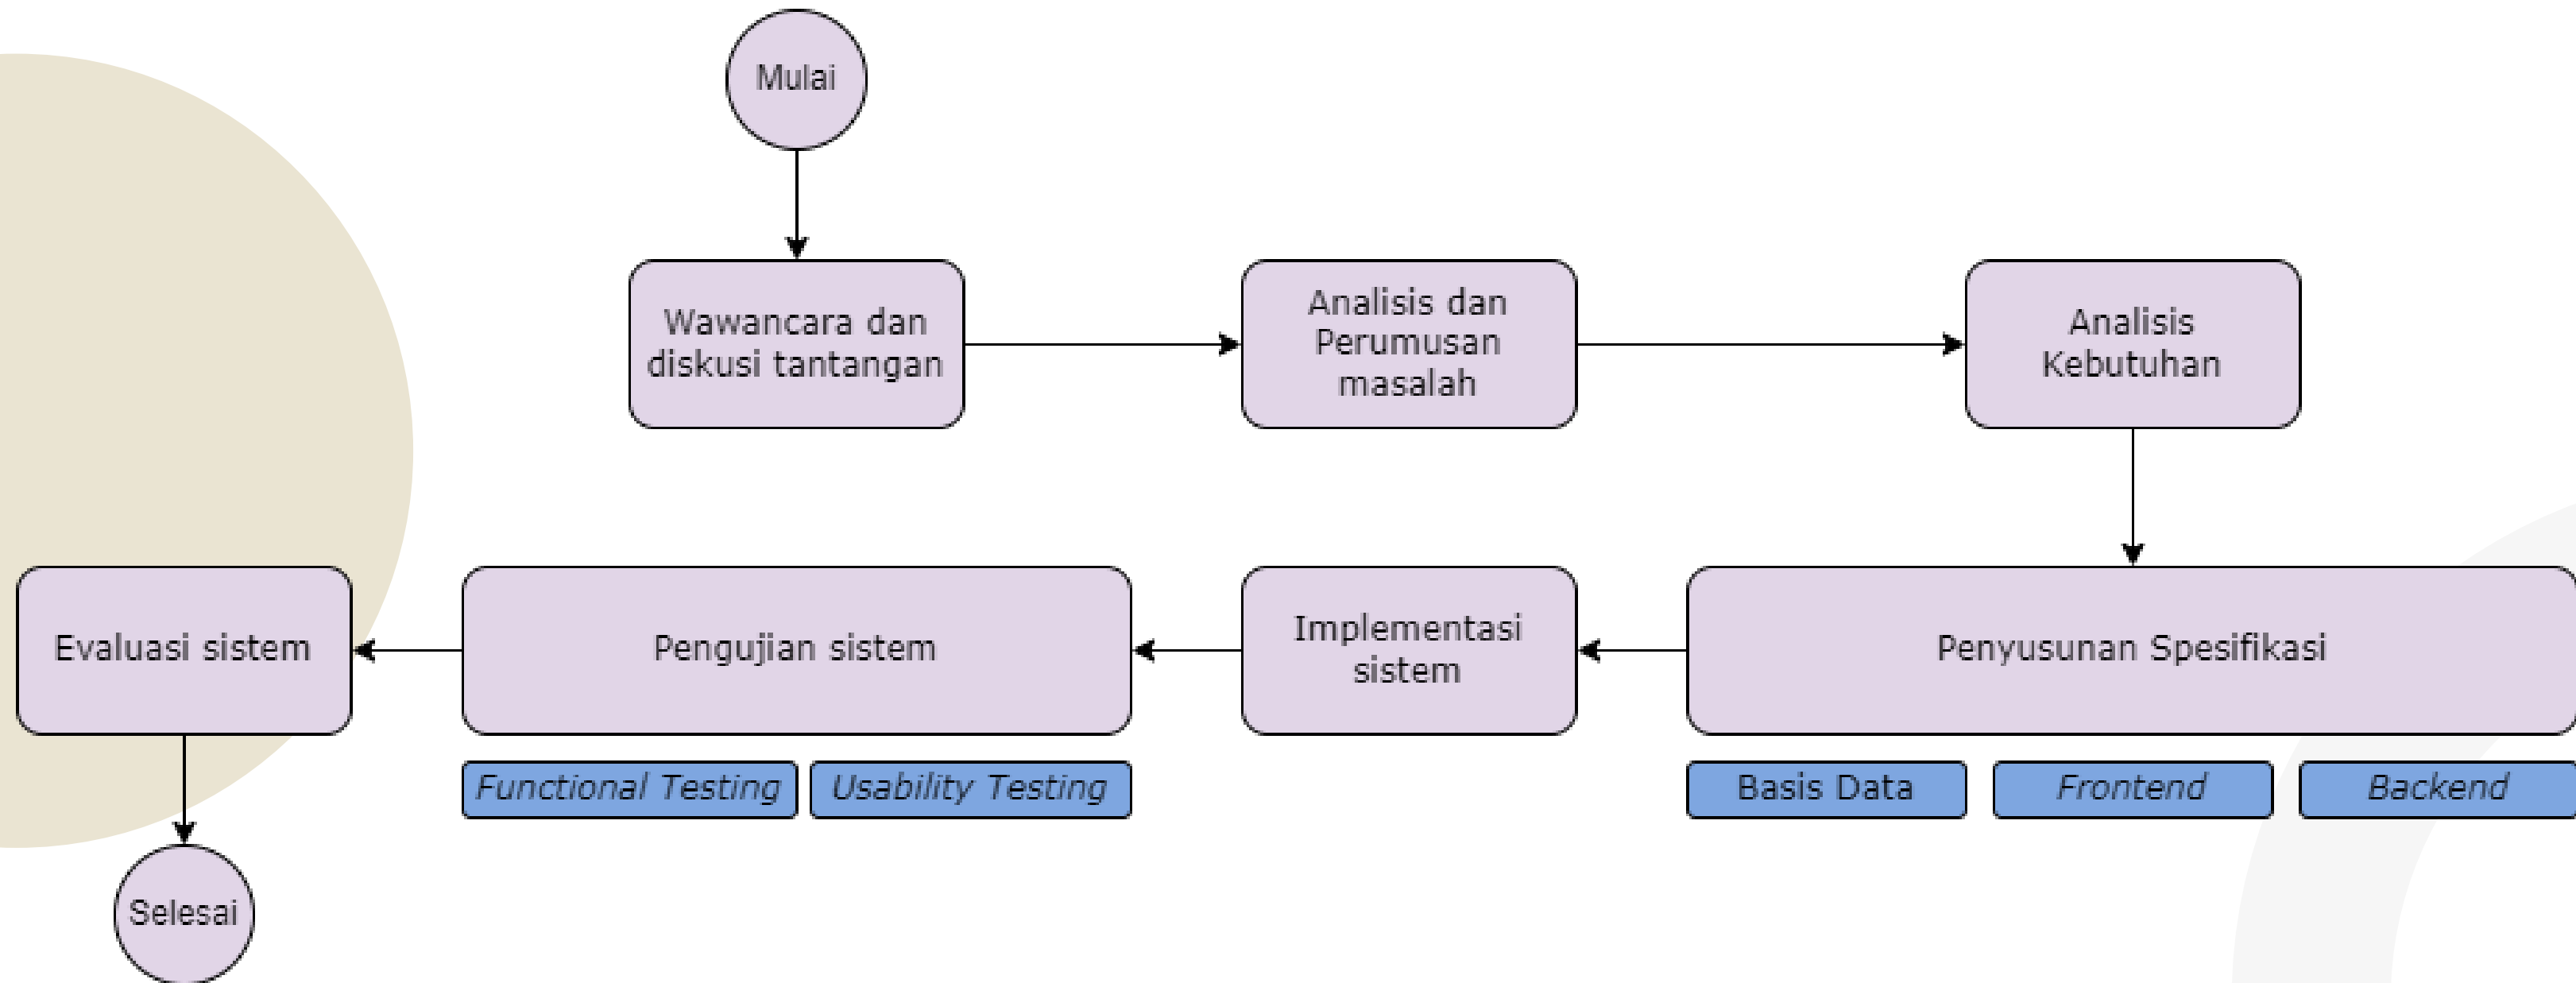 Mulai
Wawancara dan
diskusi tantangan
Analisis dan
Perumusan
masalah
Analisis
Kebutuhan
Penyusunan Spesifikasi
Basis Data
Frontend
Backend
Implementasi
sistem
Pengujian sistem
Functional Testing
Usability Testing
Evaluasi sistem
Selesai